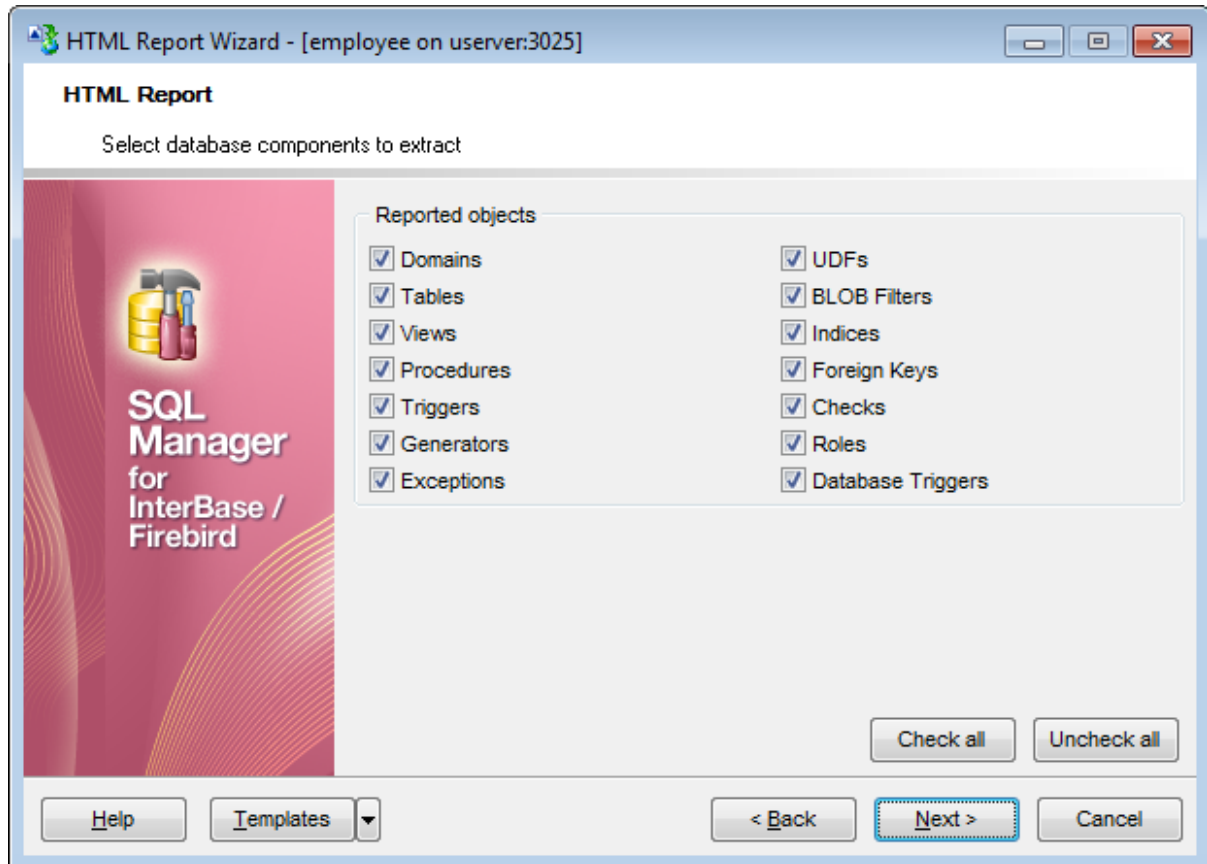 HTML Report Wizard - [employee on userver:3025]
HTML Report
Select database components to extract
SQL
Manager
for
InterBase /
Firebird
Reported objects
Domains
Tables
Views
Procedures
Triggers
Generators
Exceptions
UDFs
BLOB Filters
Indices
Foreign Keys
Checks
Roles
Database Triggers
Check all
Uncheck all
Help
Templates
< Back
Next >
Cancel